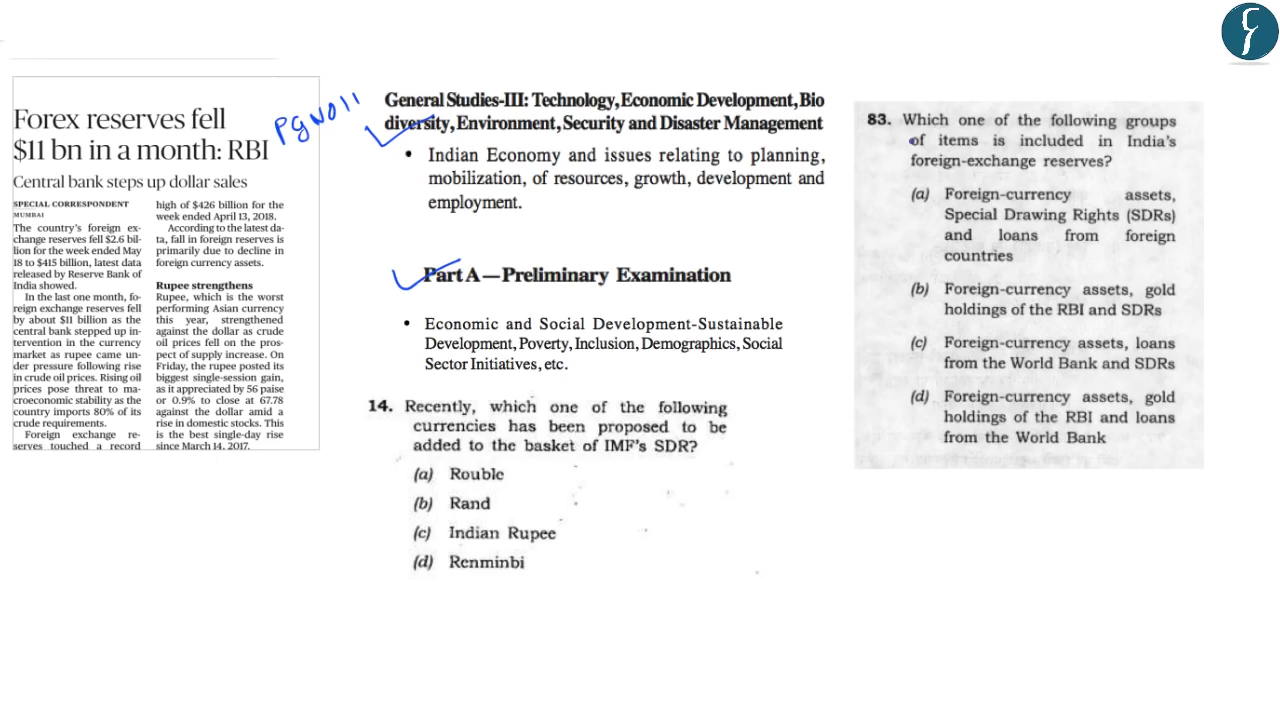 Forex reserves fell
$11 bn in a month: RBI
Central bank steps up dollar sales
SPECIAL CORRESPONDENT
MUMBAI
The country's foreign ex-
change reserves fell $2.6 bil-
lion for the week ended May
18 to $415 billion, latest data
released by Reserve Bank of
India showed.
In the last one month, fo-
reign exchange reserves fell
by about $11 billion as the
central bank stepped up in-
tervention in the currency
market as rupee came un-
der pressure following rise
in crude oil prices. Rising oil
prices pose threat to ma-
croeconomic stability as the
country imports 80% of its
crude requirements.
Foreign exchange re-
serves touched a record
high of $426 billion for the
week ended April 13, 2018.
According to the latest da-
ta, fall in foreign reserves is
primarily due to decline in
foreign currency assets.
Rupee strengthens
Rupee, which is the worst
performing Asian currency
this year, strengthened
against the dollar as crude
oil prices fell on the pros-
pect of supply increase. On
Friday, the rupee posted its
biggest single-session gain,
as it appreciated by 56 paise
or 0.9% to close at 67.78
against the dollar amid a
rise in domestic stocks. This
is the best single-day rise
since March 14, 2017.
PGNO11
General Studies-III: Technology, Economic Development, Bio
diversity, Environment, Security and Disaster Management
• Indian Economy and issues relating to planning,
mobilization, of resources, growth, development and
employment.
Part A—Preliminary Examination
• Economic and Social Development-Sustainable
Development, Poverty, Inclusion, Demographics, Social
Sector Initiatives, etc.
14. Recently, which one of the following
currencies has been proposed to be
added to the basket of IMF's SDR?
(a) Rouble
(b) Rand
(c) Indian Rupee
(d) Renminbi
83. Which one of the following groups
of items is included in India's
foreign-exchange reserves?
(a) Foreign-currency assets,
Special Drawing Rights (SDRs)
and loans from foreign
countries
(b) Foreign-currency assets, gold
holdings of the RBI and SDRs
(c) Foreign-currency assets, loans
from the World Bank and SDRs
(d) Foreign-currency assets, gold
holdings of the RBI and loans
from the World Bank